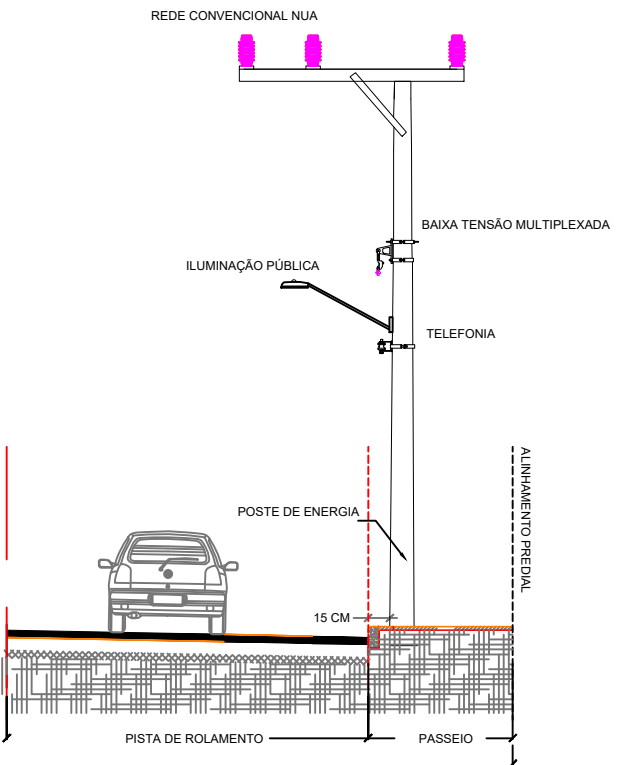 REDE CONVENCIONAL NUA
BAIXA TENSÃO MULTIPLEXADA
ILUMINAÇÃO PÚBLICA
TELEFONIA
ALINHAMENTO PREDIAL
POSTE DE ENERGIA
15 CM
PISTA DE ROLAMENTO
PASSEIO